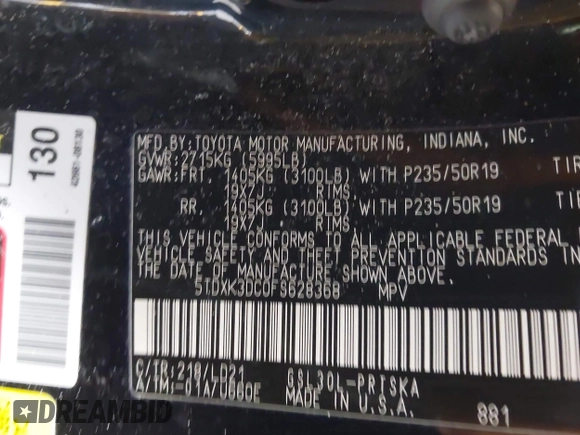 MFD.BY:TOYOTA MOTOR MANUFACTURING, INDIANA, INC.
GVWR:2715KG (5995LB)
GAWR:FRT. 1405KG (3100LB) WITH P235/50R19
19X7J RIMS
RR. 1405KG (3100LB) WITH P235/50R19
19X7J RIMS
THIS VEHICLE CONFORMS TO ALL APPLICABLE FEDERAL
VEHICLE SAFETY AND THEFT PREVENTION STANDARDS IN
THE DATE OF MANUFACTURE SHOWN ABOVE.
5TDXK3DC0FS628368 MPV
C/TR:218/LD21 GSL30L-PRTSKA
A/TM:-01A/U660E MADE IN U.S.A. 881
130
AutoHelperBot.com